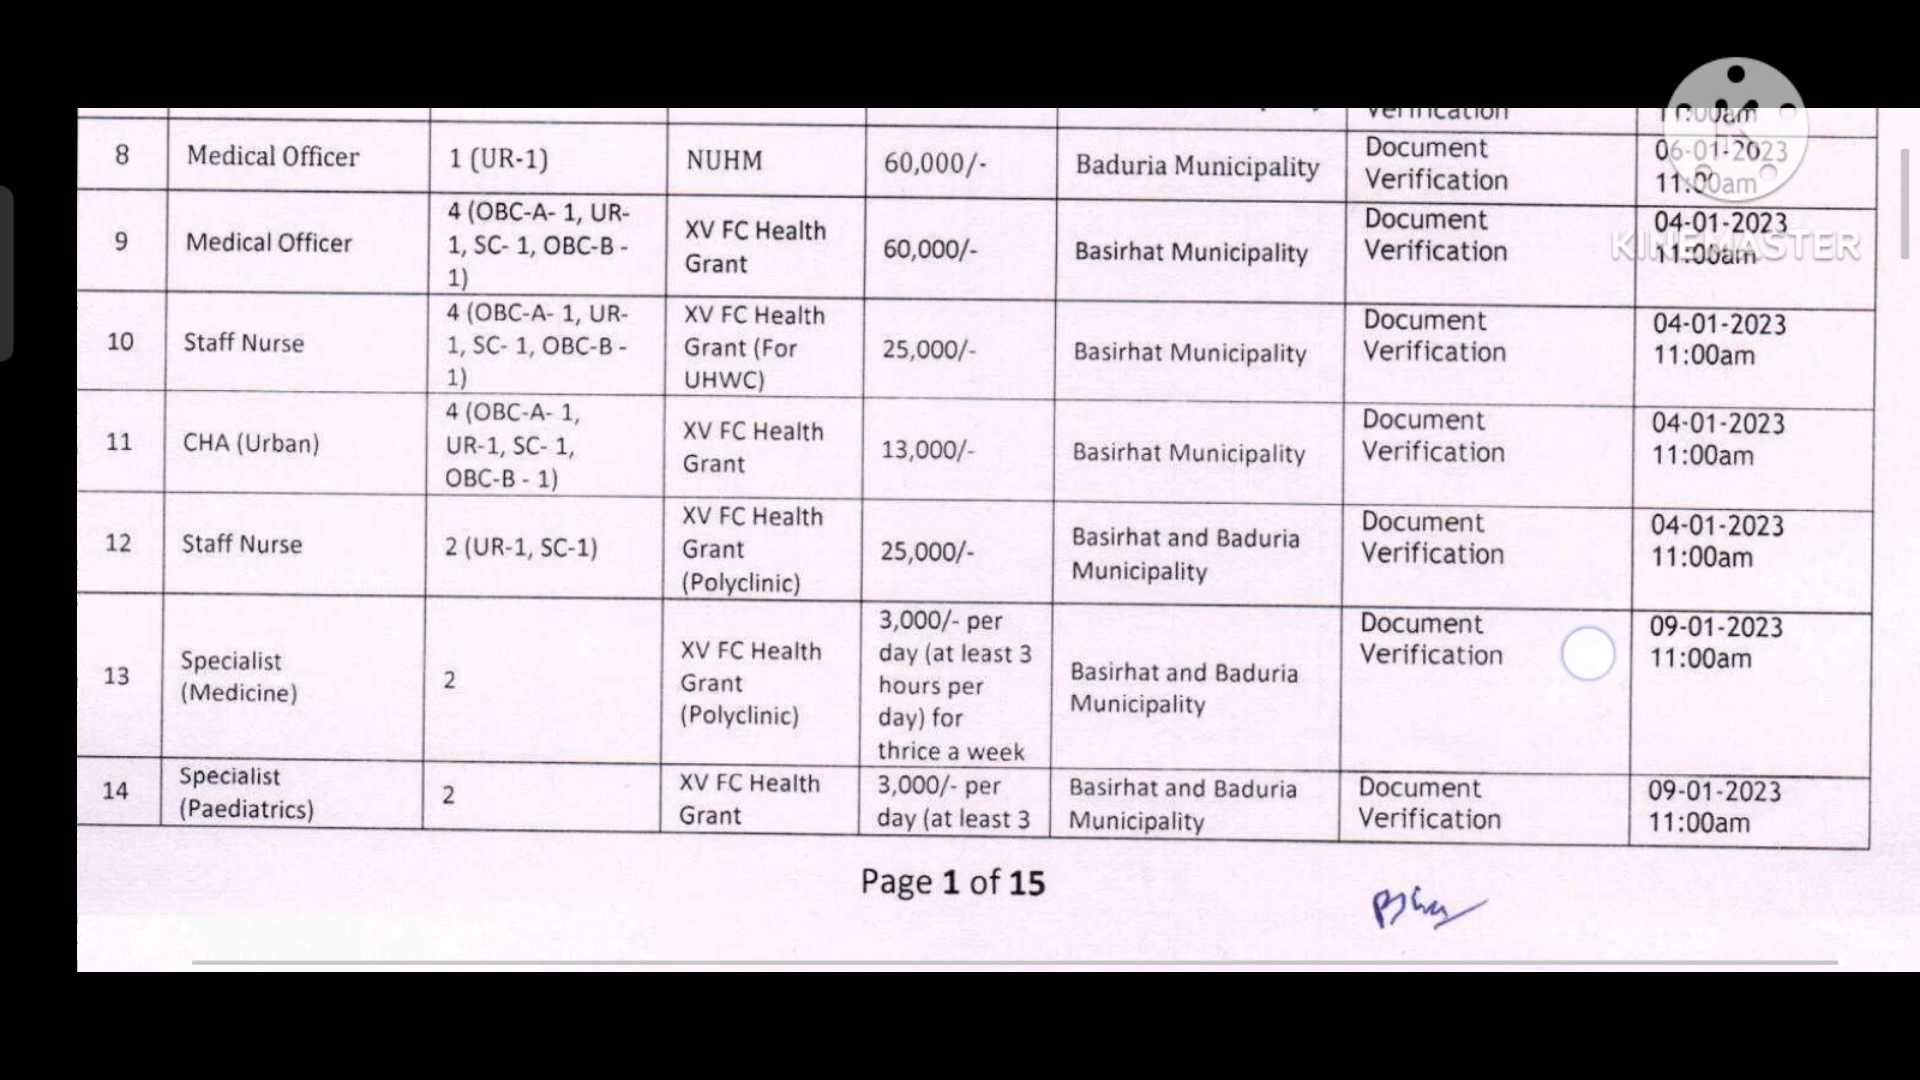 Verification 11:00am
8 Medical Officer 1 (UR-1) NUHM 60,000/- Baduria Municipality Document Verification 06-01-2023 11:00am
9 Medical Officer 4 (OBC-A- 1, UR-
1, SC- 1, OBC-B -
1) XV FC Health
Grant 60,000/- Basirhat Municipality Document
Verification 04-01-2023
11:00am
KINEMASTER
10 Staff Nurse 4 (OBC-A- 1, UR-
1, SC- 1, OBC-B -
1) XV FC Health
Grant (For
UHWC) 25,000/- Basirhat Municipality Document
Verification 04-01-2023
11:00am
11 CHA (Urban) 4 (OBC-A- 1,
UR-1, SC- 1,
OBC-B - 1) XV FC Health
Grant 13,000/- Basirhat Municipality Document
Verification 04-01-2023
11:00am
12 Staff Nurse 2 (UR-1, SC-1) XV FC Health
Grant
(Polyclinic) 25,000/- Basirhat and Baduria
Municipality Document
Verification 04-01-2023
11:00am
13 Specialist
(Medicine) 2 XV FC Health
Grant
(Polyclinic) 3,000/- per
day (at least 3
hours per
day) for
thrice a week Basirhat and Baduria
Municipality Document
Verification 09-01-2023
11:00am
14 Specialist
(Paediatrics) 2 XV FC Health
Grant 3,000/- per
day (at least 3 Basirhat and Baduria
Municipality Document
Verification 09-01-2023
11:00am
Page 1 of 15